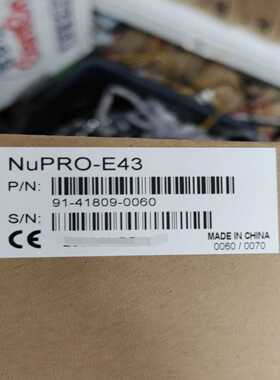 NuPRO-E43
P/N:
91-41809-0060
S/N:
CE
MADE IN CHINA
0060 / 0070